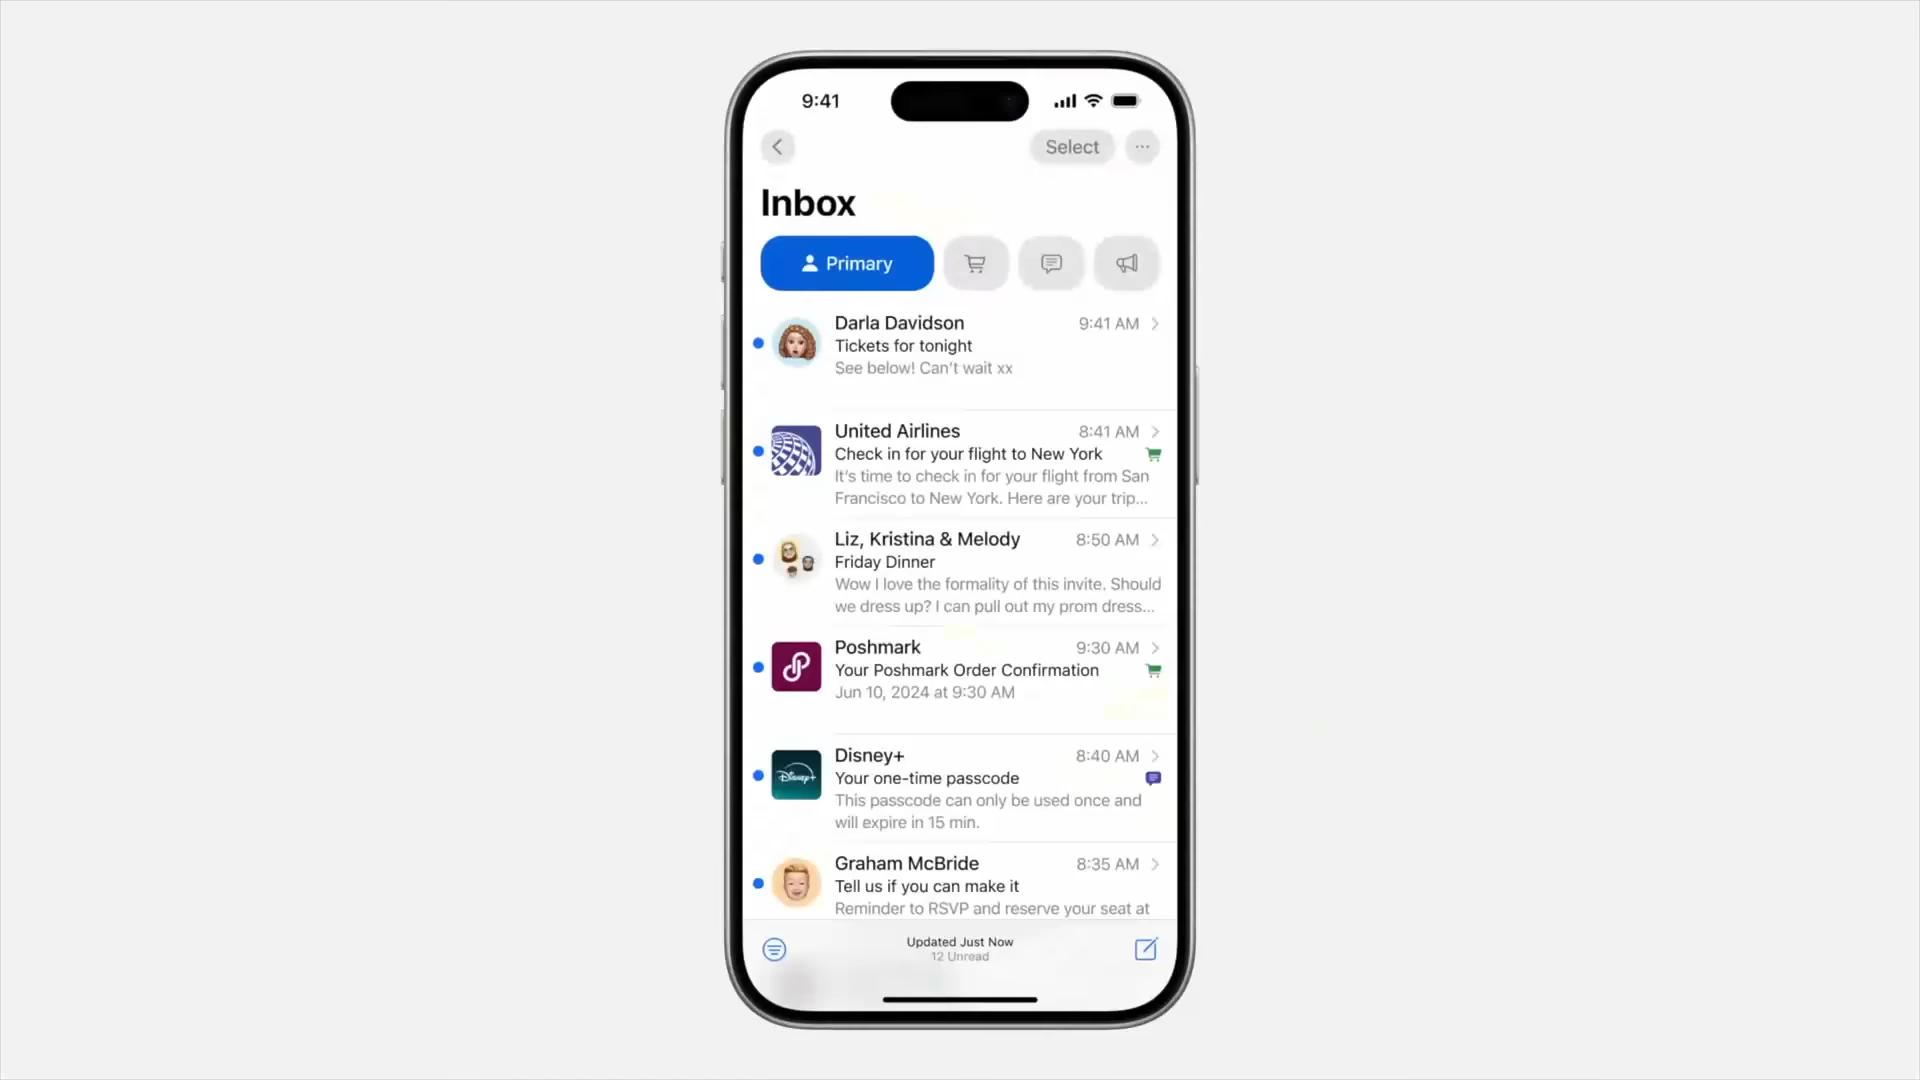 9:41
Select
Inbox
Primary
Darla Davidson 9:41 AM
Tickets for tonight
See below! Can't wait xx
United Airlines 8:41 AM
Check in for your flight to New York
It's time to check in for your flight from San
Francisco to New York. Here are your trip...
Liz, Kristina & Melody 8:50 AM
Friday Dinner
Wow I love the formality of this invite. Should
we dress up? I can pull out my prom dress...
Poshmark 9:30 AM
Your Poshmark Order Confirmation
Jun 10, 2024 at 9:30 AM
Disney+ 8:40 AM
Your one-time passcode
Disney+
This passcode can only be used once and
will expire in 15 min.
Graham McBride 8:35 AM
Tell us if you can make it
Reminder to RSVP and reserve your seat at
Updated Just Now
12 Unread